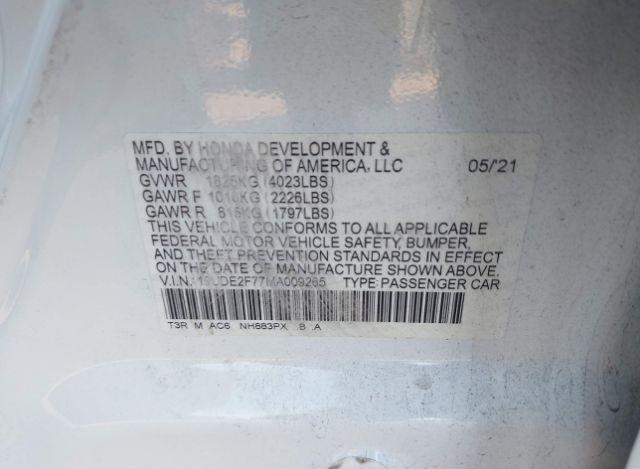 MFD. BY HONDA DEVELOPMENT &
MANUFACTURING OF AMERICA, LLC 05/'21
GVWR 1825KG (4023LBS)
GAWR F 1010KG (2226LBS)
GAWR R 815KG (1797LBS)
THIS VEHICLE CONFORMS TO ALL APPLICABLE
FEDERAL MOTOR VEHICLE SAFETY, BUMPER,
AND THEFT PREVENTION STANDARDS IN EFFECT
ON THE DATE OF MANUFACTURE SHOWN ABOVE.
V.I.N.: 19UDE2F77MA009265 TYPE PASSENGER CAR
T3R M AC6 NH883PX B A